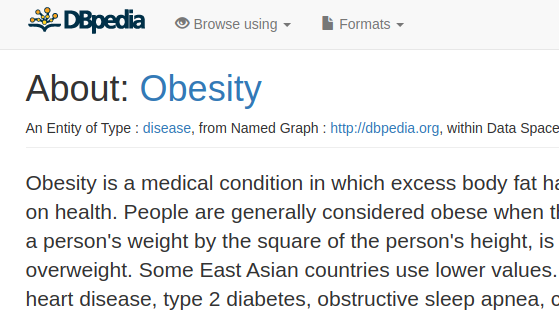 DBpedia Browse using Formats
About: Obesity
An Entity of Type : disease, from Named Graph : http://dbpedia.org, within Data Space
Obesity is a medical condition in which excess body fat ha
on health. People are generally considered obese when th
a person's weight by the square of the person's height, is
overweight. Some East Asian countries use lower values.
heart disease, type 2 diabetes, obstructive sleep apnea, c